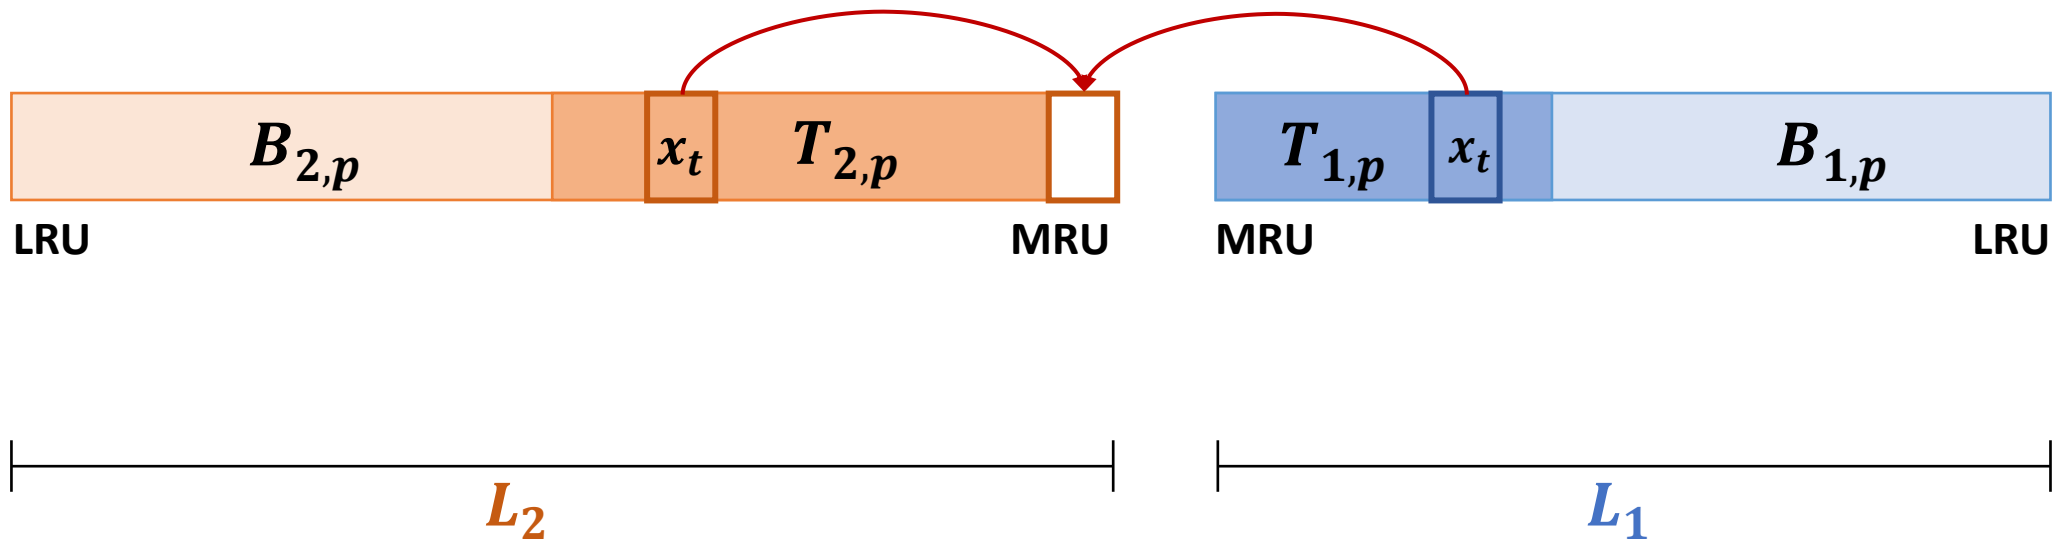 B2,p xt T2,p T1,p xt B1,p
LRU MRU MRU LRU
L2 L1